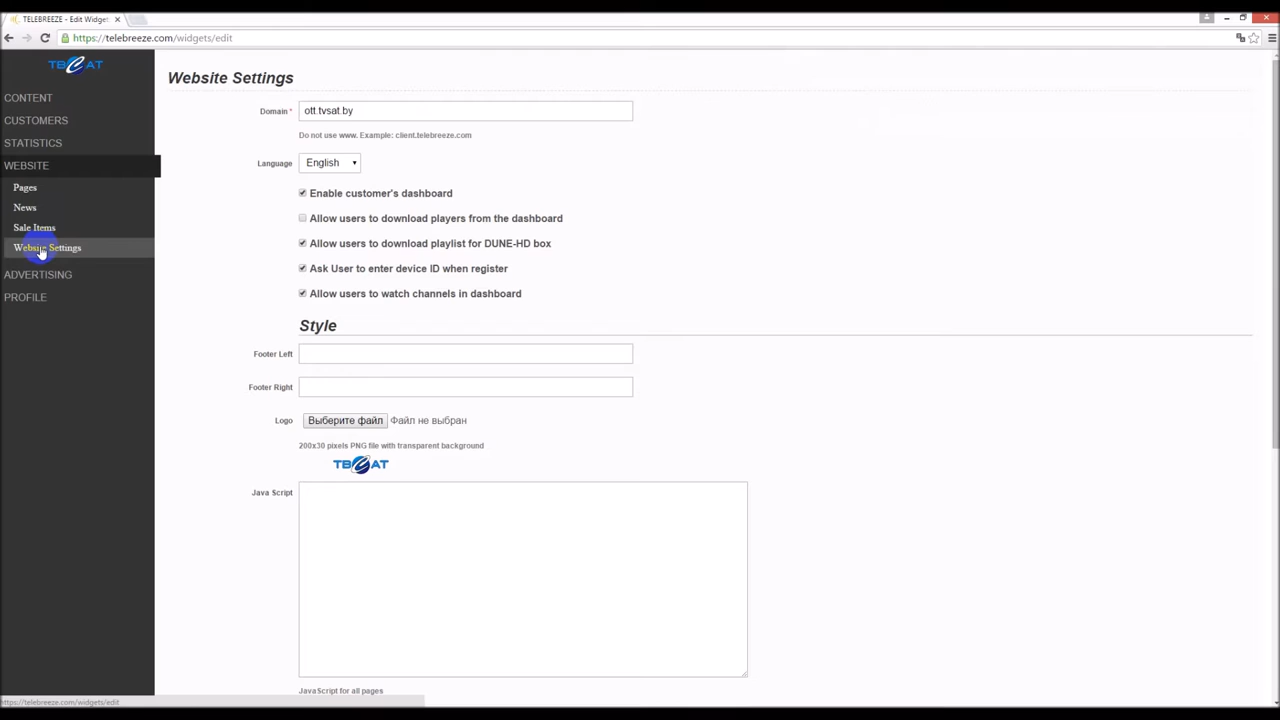 TELEBREEZE - Edit Widge
https://telebreeze.com/widgets/edit
TBCAT
CONTENT
CUSTOMERS
STATISTICS
WEBSITE
Pages
News
Sale Items
Website Settings
ADVERTISING
PROFILE
Website Settings
Domain * ott.tvsat.by
Do not use www. Example: client.telebreeze.com
Language English
Enable customer's dashboard
Allow users to download players from the dashboard
Allow users to download playlist for DUNE-HD box
Ask User to enter device ID when register
Allow users to watch channels in dashboard
Style
Footer Left
Footer Right
Logo Выберите файл Файл не выбран
200x30 pixels PNG file with transparent background
TBCAT
Java Script
JavaScript for all pages
https://telebreeze.com/widgets/edit